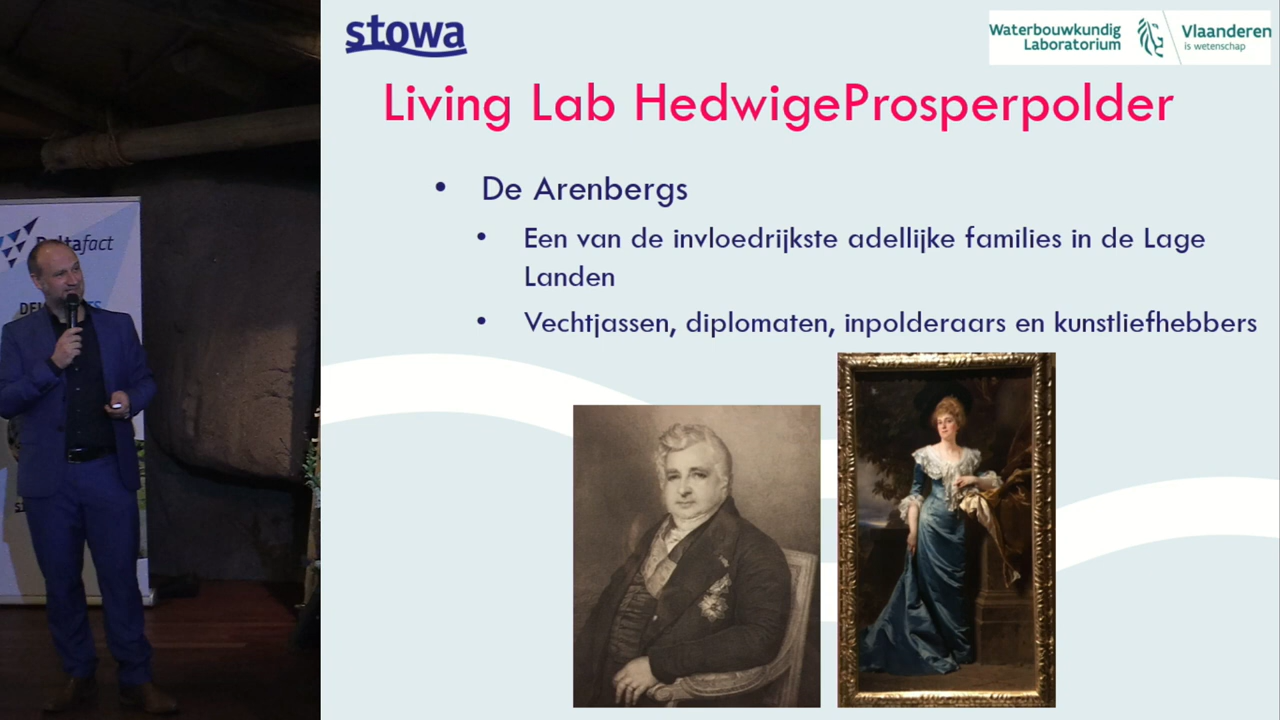 stowa
Waterbouwkundig
Laboratorium
Vlaanderen
is wetenschap
Living Lab HedwigeProsperpolder
• De Arenbergs
• Een van de invloedrijkste adellijke families in de Lage
Landen
• Vechtjassen, diplomaten, inpolderaars en kunstliefhebbers